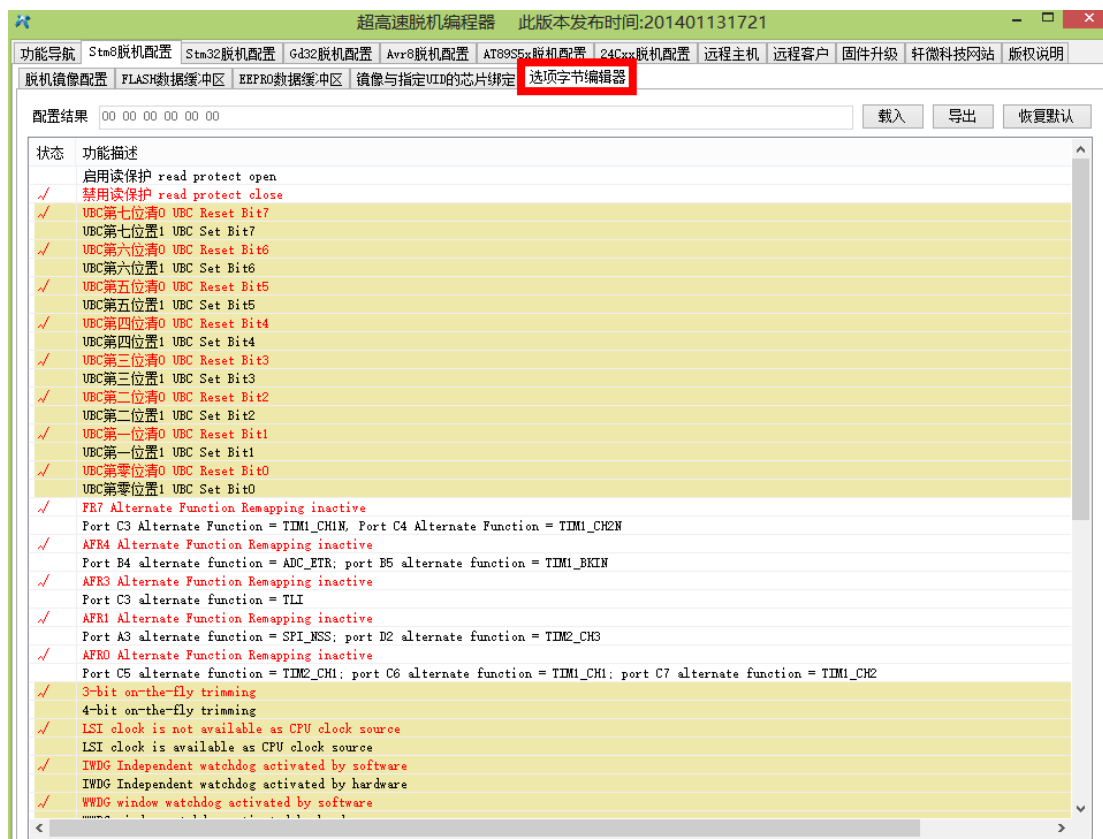 超高速脱机编程器 此版本发布时间:201401131721
功能导航 Stm8脱机配置 Stm32脱机配置 Gd32脱机配置 Avr8脱机配置 AT89S5x脱机配置 24Cxx脱机配置 远程主机 远程客户 固件升级 轩微科技网站 版权说明
脱机镜像配置 FLASH数据缓冲区 EEPRO数据缓冲区 镜像与指定UID的芯片绑定 选项字节编辑器
配置结果 00 00 00 00 00 00 载入 导出 恢复默认
状态 功能描述
启用读保护 read protect open
禁用读保护 read protect close
UBC第七位清0 UBC Reset Bit7
UBC第七位置1 UBC Set Bit7
UBC第六位清0 UBC Reset Bit6
UBC第六位置1 UBC Set Bit6
UBC第五位清0 UBC Reset Bit5
UBC第五位置1 UBC Set Bit5
UBC第四位清0 UBC Reset Bit4
UBC第四位置1 UBC Set Bit4
UBC第三位清0 UBC Reset Bit3
UBC第三位置1 UBC Set Bit3
UBC第二位清0 UBC Reset Bit2
UBC第二位置1 UBC Set Bit2
UBC第一位清0 UBC Reset Bit1
UBC第一位置1 UBC Set Bit1
UBC第零位清0 UBC Reset Bit0
UBC第零位置1 UBC Set Bit0
FR7 Alternate Function Remapping inactive
Port C3 Alternate Function = TIM1_CH1N, Port C4 Alternate Function = TIM1_CH2N
AFR4 Alternate Function Remapping inactive
Port B4 alternate function = ADC_ETR; port B5 alternate function = TIM1_BKIN
AFR3 Alternate Function Remapping inactive
Port C3 alternate function = TLI
AFR1 Alternate Function Remapping inactive
Port A3 alternate function = SPI_NSS; port D2 alternate function = TIM2_CH3
AFR0 Alternate Function Remapping inactive
Port C5 alternate function = TIM2_CH1; port C6 alternate function = TIM1_CH1; port C7 alternate function = TIM1_CH2
3-bit on-the-fly trimming
4-bit on-the-fly trimming
LSI clock is not available as CPU clock source
LSI clock is available as CPU clock source
IWDG Independent watchdog activated by software
IWDG Independent watchdog activated by hardware
WWDG window watchdog activated by software